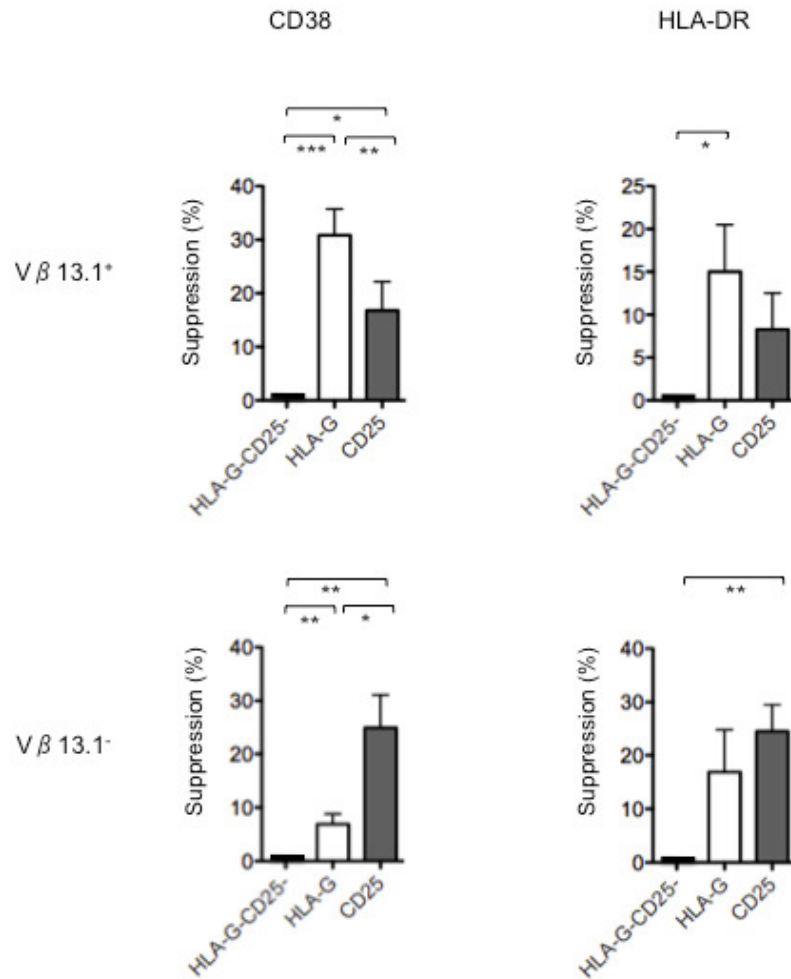 CD38
HLA-DR
*
*** **
*
Vβ 13.1⁺
Suppression (%)
40
30
20
10
0
HLA-G-CD25-
HLA-G
CD25
Suppression (%)
25
20
15
10
5
0
HLA-G-CD25-
HLA-G
CD25
**
** *
**
Vβ 13.1⁻
Suppression (%)
40
30
20
10
0
HLA-G-CD25-
HLA-G
CD25
Suppression (%)
40
30
20
10
0
HLA-G-CD25-
HLA-G
CD25